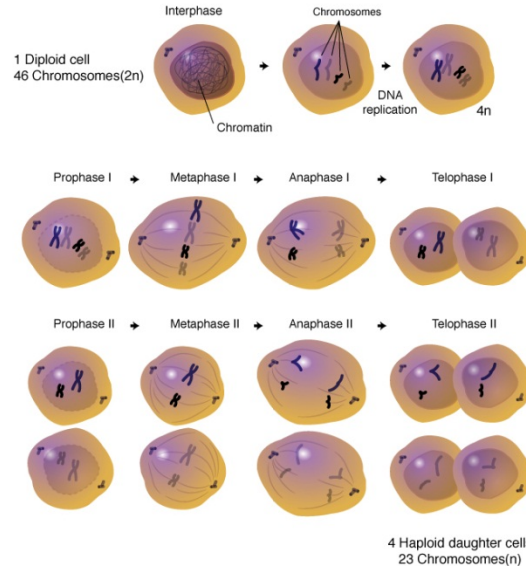 Interphase
Chromosomes
1 Diploid cell
46 Chromosomes(2n)
DNA
replication
4n
Chromatin
Prophase I
Metaphase I
Anaphase I
Telophase I
Prophase II
Metaphase II
Anaphase II
Telophase II
4 Haploid daughter cell
23 Chromosomes(n)